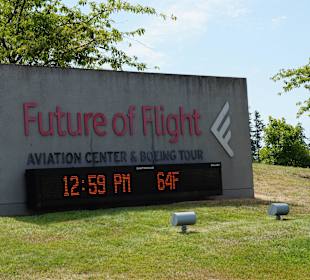 Future of Flight
AVIATION CENTER & BOEING TOUR
12:59 PM 64F